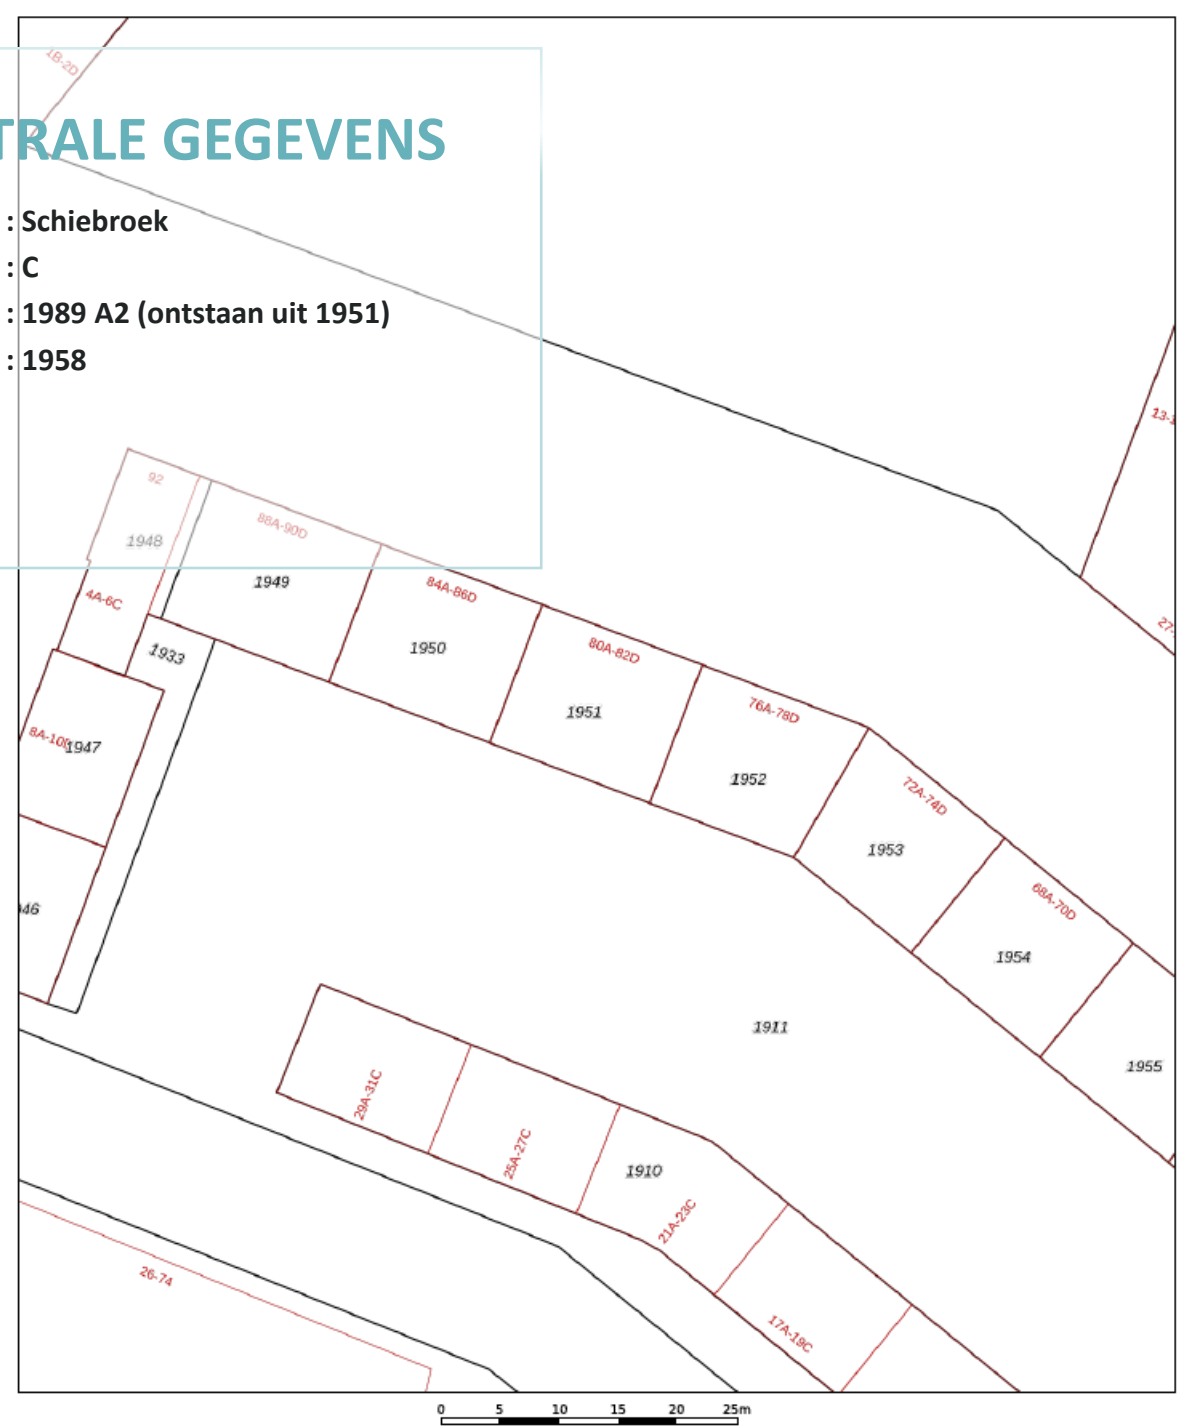 1B-2D
TRALE GEGEVENS
: Schiebroek
: C
: 1989 A2 (ontstaan uit 1951)
: 1958
13-
92
88A-90D
1948
1949
84A-86D
4A-6C
27-
1950
80A-82D
1933
1951
76A-78D
8A-10
1947
1952
72A-74D
1953
68A-70D
46
1954
1911
1955
29A-31C
25A-27C
1910
21A-23C
26-74
17A-19C
0 5 10 15 20 25m